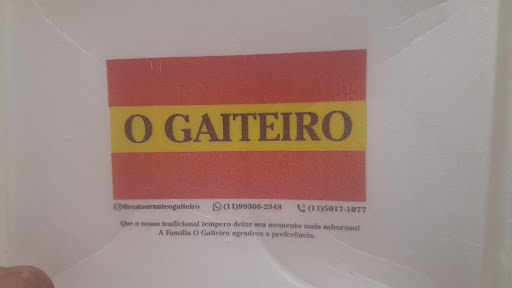 O GAITEIRO
@restauranteogaiteiro (11)99300-2948 (11)5017-1077
Que o nosso tradicional tempero deixe seu momento mais saboroso!
A Família O Gaiteiro agradece a preferência.